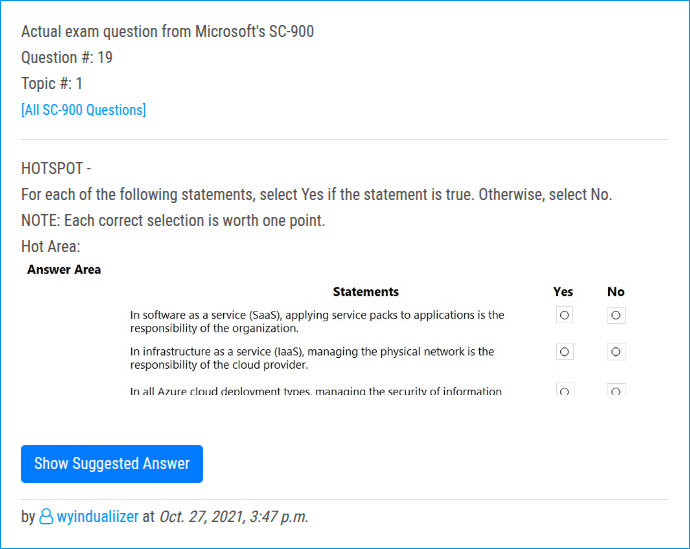 Actual exam question from Microsoft's SC-900
Question #: 19
Topic #: 1
[All SC-900 Questions]
HOTSPOT -
For each of the following statements, select Yes if the statement is true. Otherwise, select No.
NOTE: Each correct selection is worth one point.
Hot Area:
Answer Area
Statements Yes No
In software as a service (SaaS), applying service packs to applications is the
responsibility of the organization.
In infrastructure as a service (IaaS), managing the physical network is the
responsibility of the cloud provider.
In all Azure cloud deployment types, managing the security of information
Show Suggested Answer
by wyindualiizer at Oct. 27, 2021, 3:47 p.m.